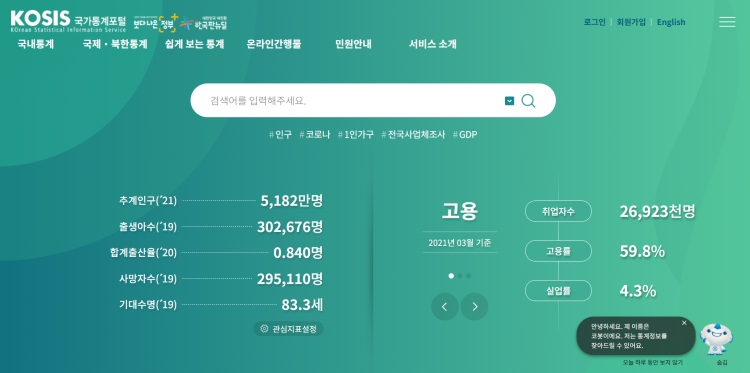 KOSIS 국가통계포털
KOrean Statistical Information Service
보다 나은 정부
대한민국 대전환
한국판뉴딜
로그인 회원가입 English
국내통계 국제·북한통계 쉽게 보는 통계 온라인간행물 민원안내 서비스 소개
검색어를 입력해주세요.
#인구 #코로나 #1인가구 #전국사업체조사 #GDP
추계인구('21) 5,182만명
출생아수('19) 302,676명
합계출산율('20) 0.840명
사망자수('19) 295,110명
기대수명('19) 83.3세
관심지표설정
고용
2021년 03월 기준
취업자수 26,923천명
고용률 59.8%
실업률 4.3%
안녕하세요. 제 이름은
코봇이에요. 저는 통계정보를
찾아드릴 수 있어요.
오늘 하루 동안 보지 않기
숨김